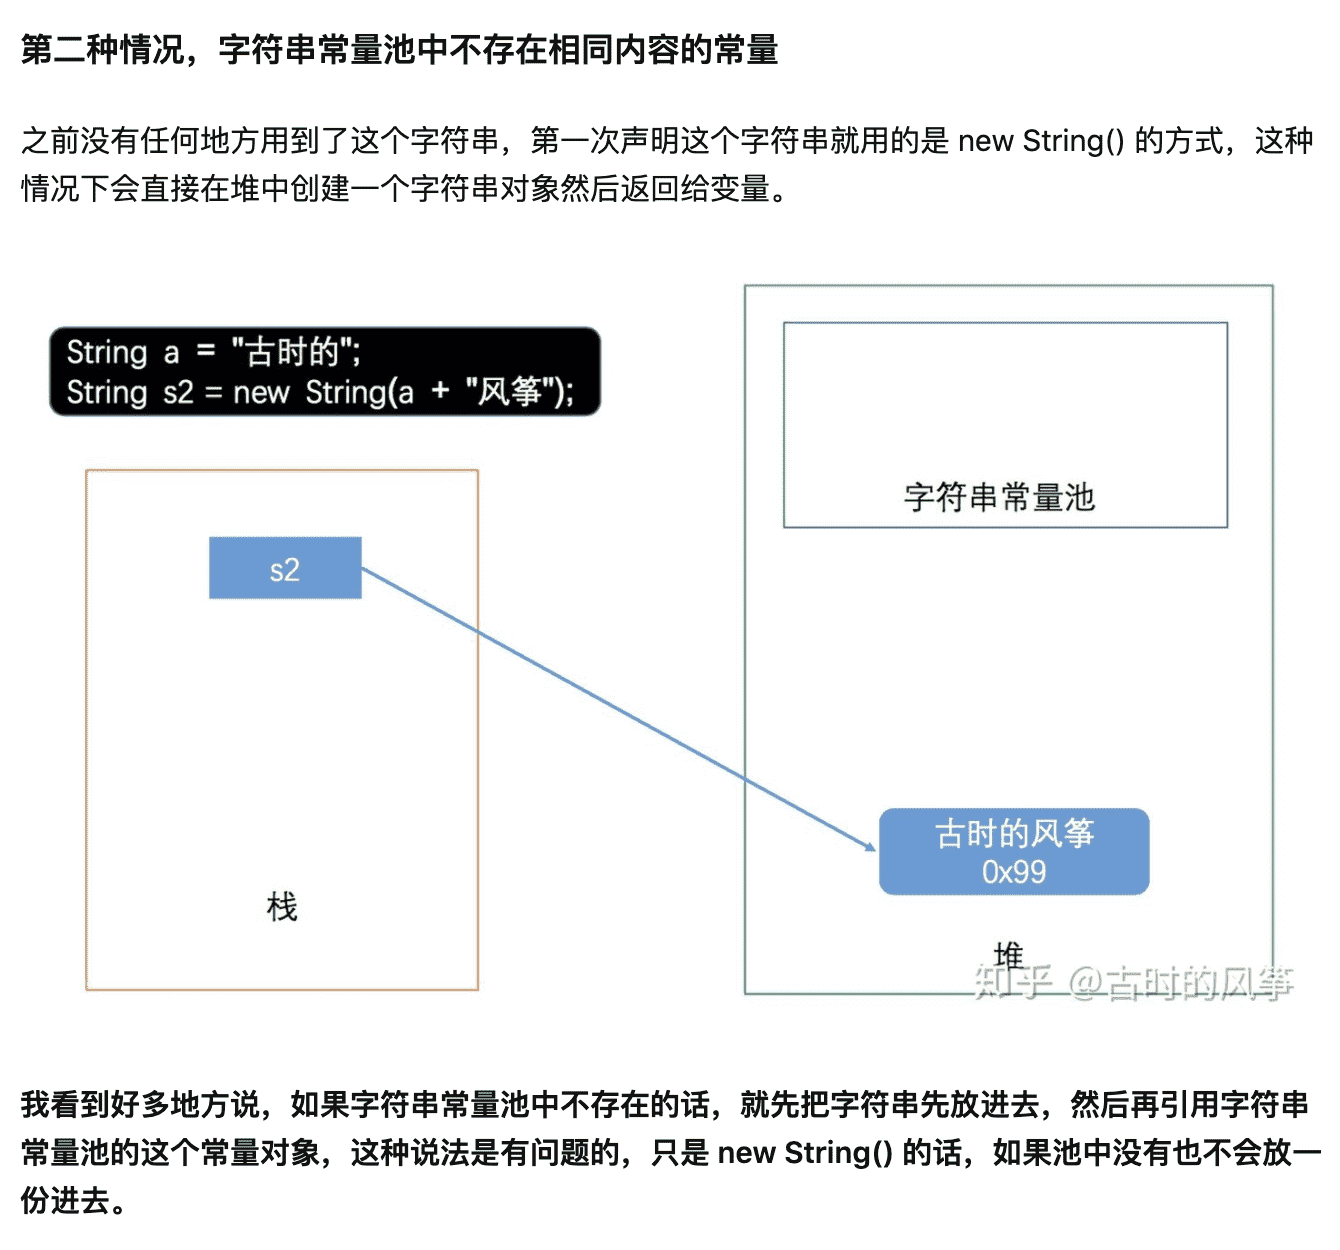 第二种情况，字符串常量池中不存在相同内容的常量
之前没有任何地方用到了这个字符串，第一次声明这个字符串就用的是 new String() 的方式，这种
情况下会直接在堆中创建一个字符串对象然后返回给变量。
String a = "古时的";
String s2 = new String(a + "风筝");
字符串常量池
s2
古时的风筝
0x99
栈
堆
知乎 @古时的风筝
我看到好多地方说，如果字符串常量池中不存在的话，就先把字符串先放进去，然后再引用字符串
常量池的这个常量对象，这种说法是有问题的，只是 new String() 的话，如果池中没有也不会放一
份进去。